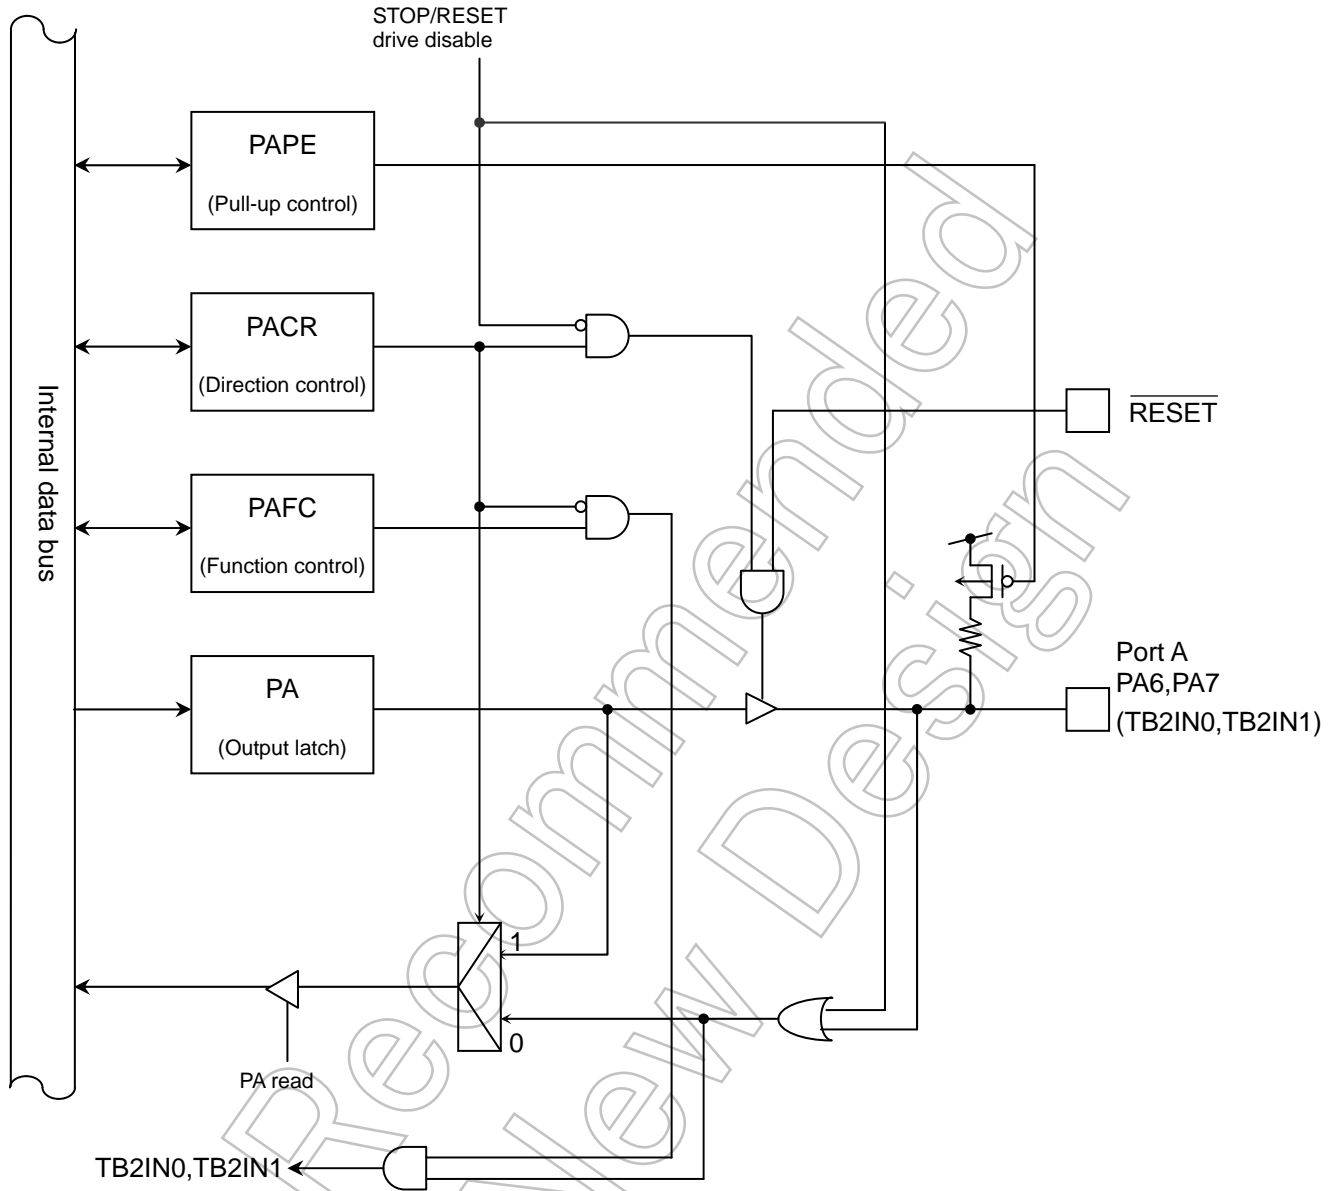 STOP/RESET
drive disable
PAPE
(Pull-up control)
PACR
(Direction control)
RESET
Internal data bus
PAFC
(Function control)
PA
(Output latch)
Port A
PA6,PA7
(TB2IN0,TB2IN1)
1
0
PA read
TB2IN0,TB2IN1
Recommended
New Design